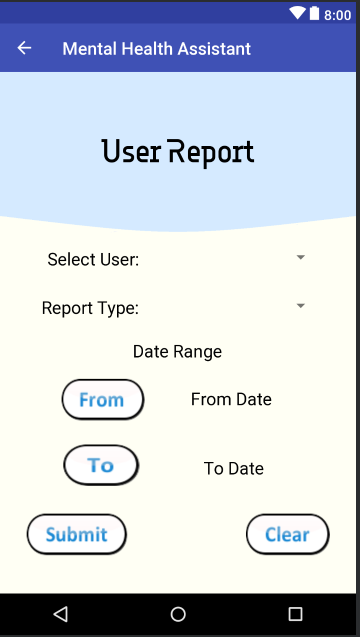 8:00
Mental Health Assistant
User Report
Select User:
Report Type:
Date Range
From From Date
To To Date
Submit Clear